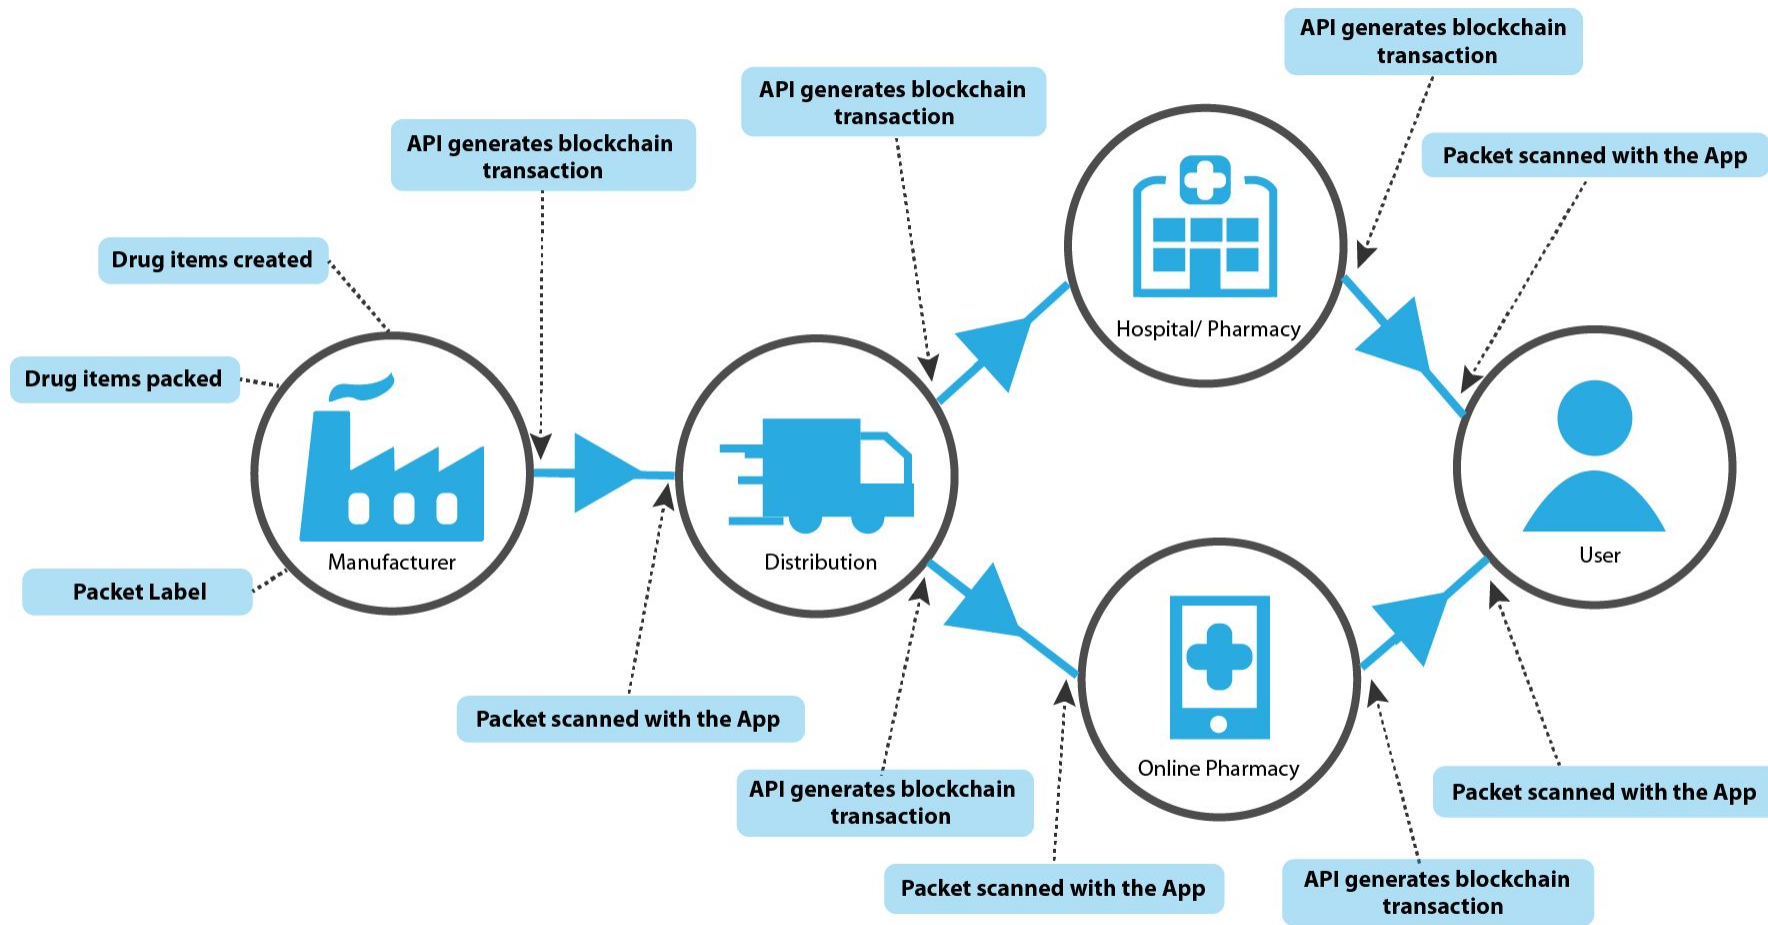 API generates blockchain
transaction
API generates blockchain
transaction
API generates blockchain
transaction
Packet scanned with the App
Drug items created
Hospital/ Pharmacy
Drug items packed
Manufacturer
Distribution
User
Packet Label
Packet scanned with the App
Online Pharmacy
API generates blockchain
transaction
Packet scanned with the App
Packet scanned with the App
API generates blockchain
transaction